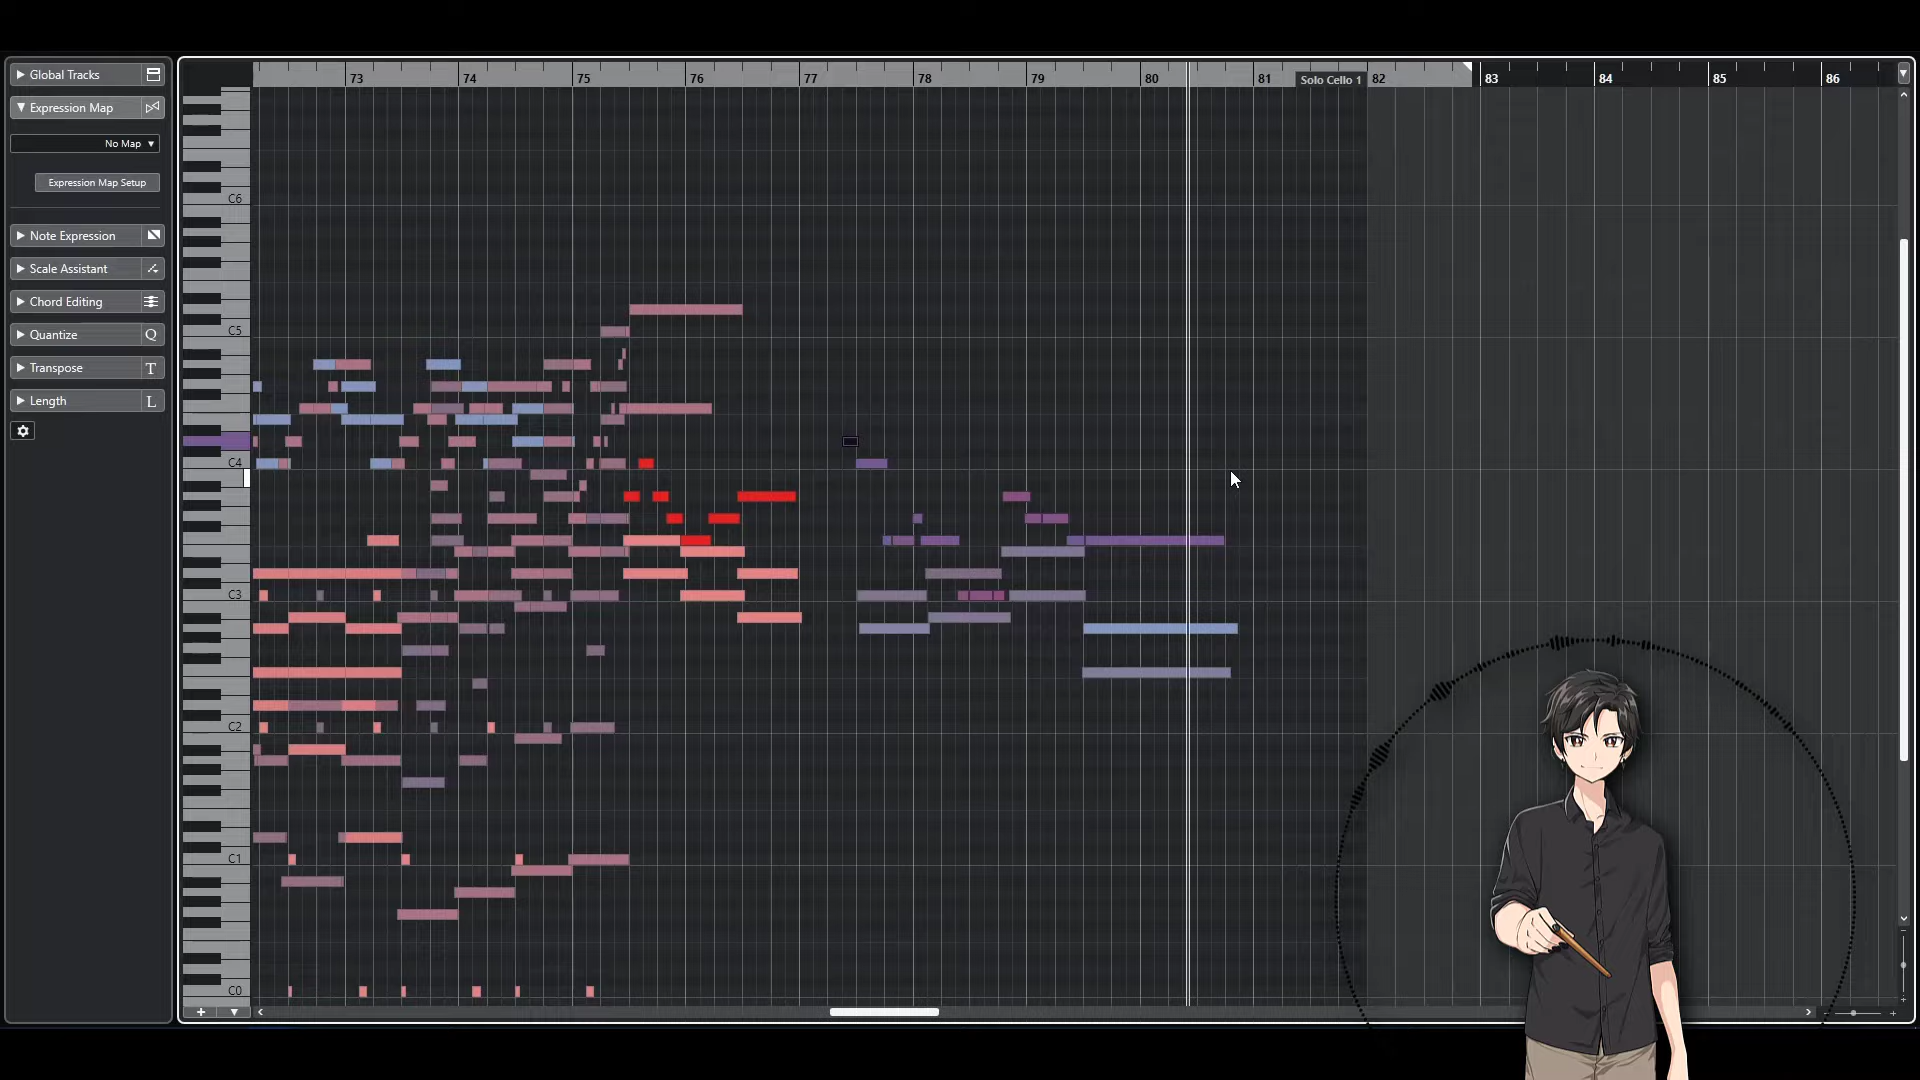 Global Tracks
Expression Map
No Map
Expression Map Setup
Note Expression
Scale Assistant
Chord Editing
Quantize Q
Transpose T
Length L
73 74 75 76 77 78 79 80 81 Solo Cello 1 82 83 84 85 86
C6
C5
C4
C3
C2
C1
C0